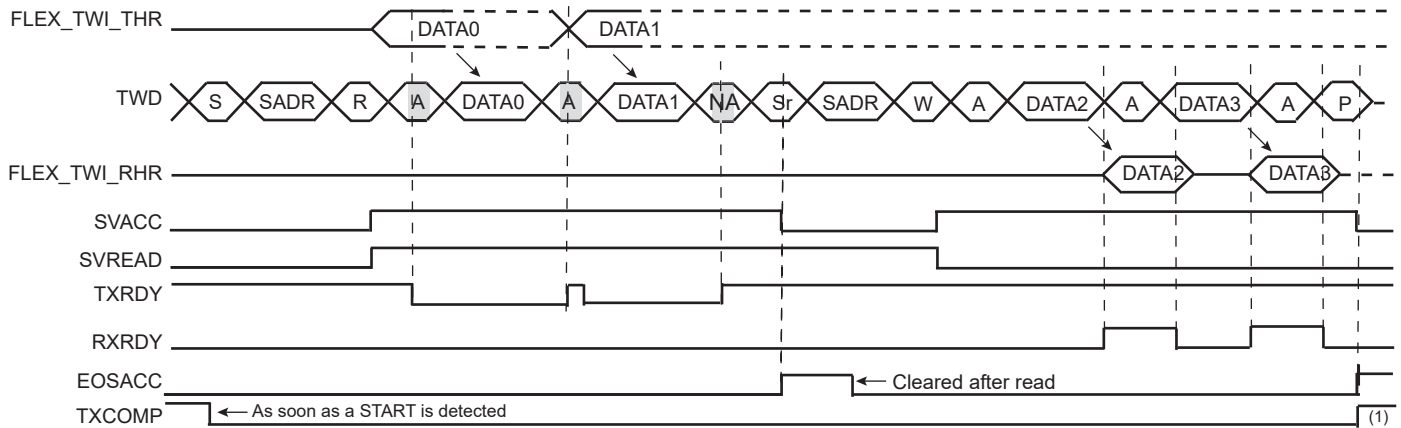 FLEX_TWI_THR DATA0 DATA1
TWD S SADR R A DATA0 A DATA1 NA Sr SADR W A DATA2 A DATA3 A P
FLEX_TWI_RHR DATA2 DATA3
SVACC
SVREAD
TXRDY
RXRDY
EOSACC Cleared after read
TXCOMP As soon as a START is detected (1)